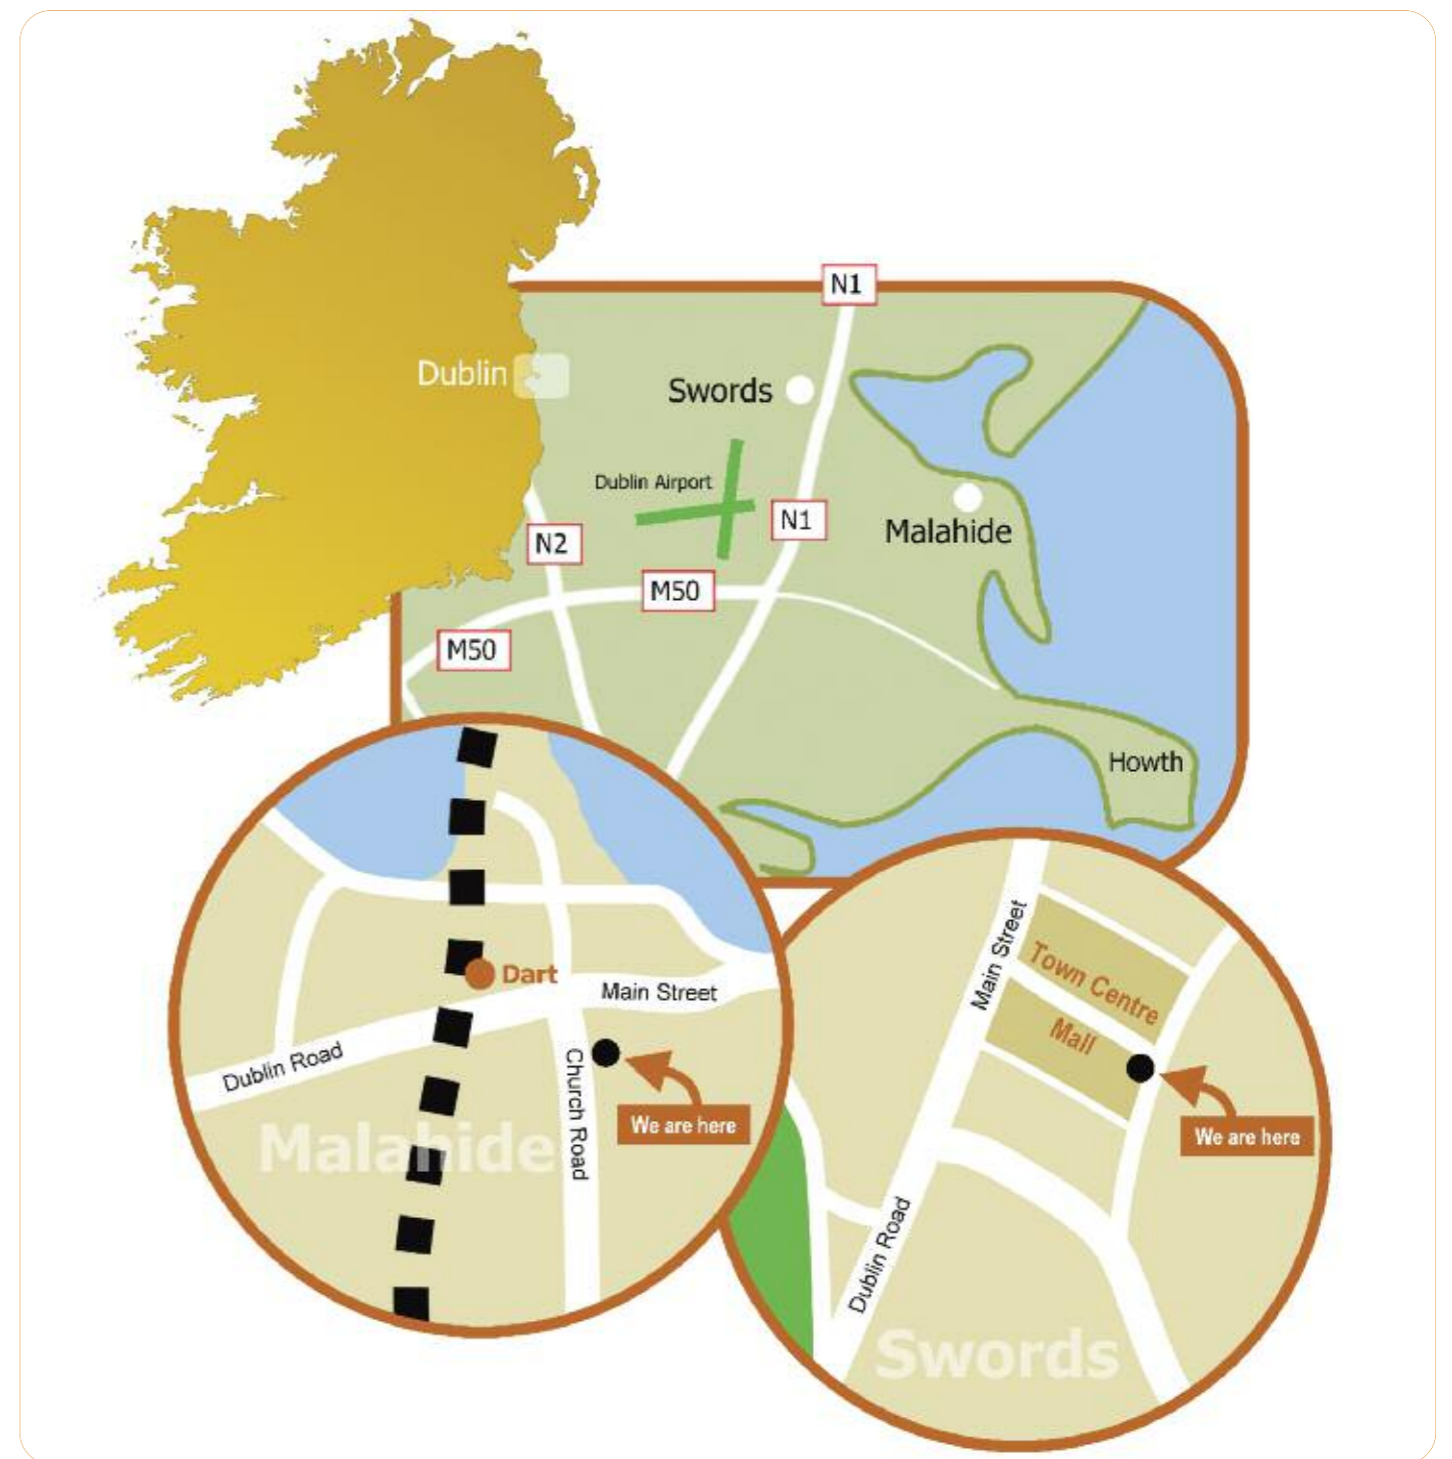 N1
Dublin
Swords
Dublin Airport
N1
Malahide
N2
M50
M50
Howth
Dart
Main Street
Dublin Road
Church Road
We are here
Malahide
Main Street
Town Centre
Mall
We are here
Dublin Road
Swords